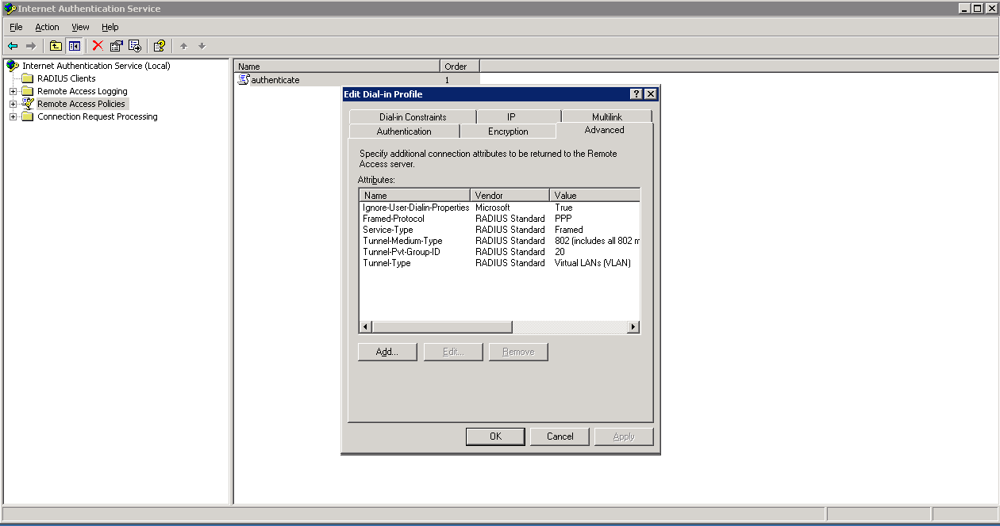 Internet Authentication Service
File Action View Help
Internet Authentication Service (Local)
RADIUS Clients
Remote Access Logging
Remote Access Policies
Connection Request Processing
Name Order
authenticate 1
Edit Dial-in Profile
Dial-in Constraints IP Multilink
Authentication Encryption Advanced
Specify additional connection attributes to be returned to the Remote
Access server.
Attributes:
Name Vendor Value
Ignore-User-Dialin-Properties Microsoft True
Framed-Protocol RADIUS Standard PPP
Service-Type RADIUS Standard Framed
Tunnel-Medium-Type RADIUS Standard 802 (includes all 802 m
Tunnel-Pvt-Group-ID RADIUS Standard 20
Tunnel-Type RADIUS Standard Virtual LANs (VLAN)
Add... Edit... Remove
OK Cancel Apply